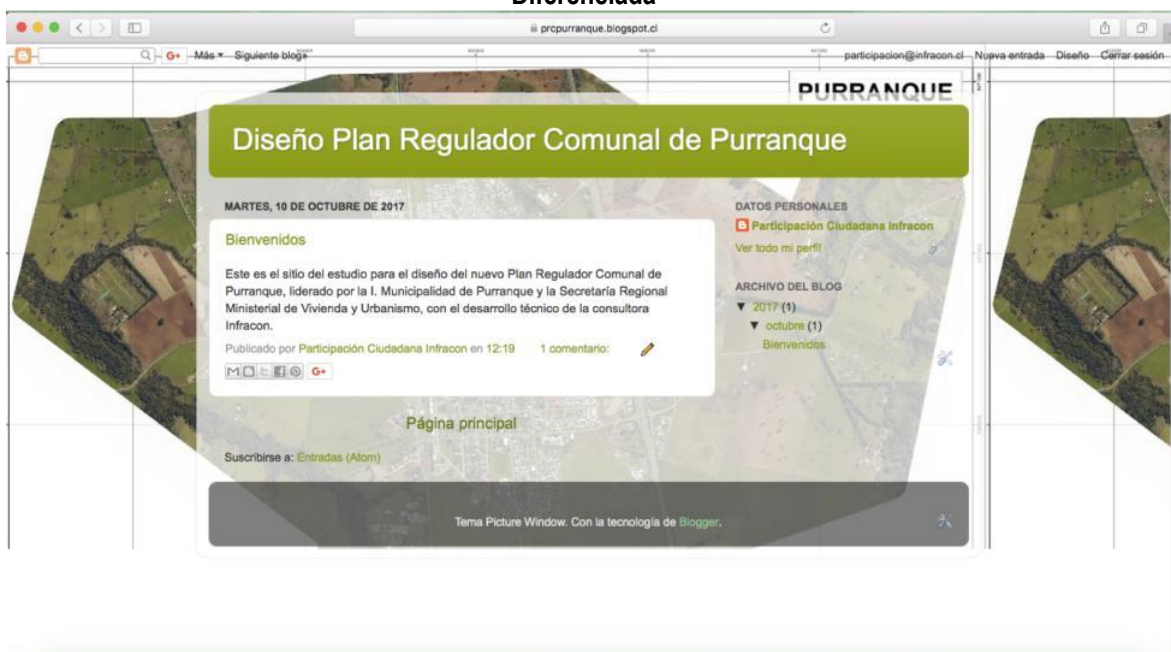 Diferenciada
prcpurranque.blogspot.cl
G+ Más Siguiente blog» participacion@infracon.cl Nueva entrada Diseño Cerrar sesión
PURRANQUE
Diseño Plan Regulador Comunal de Purranque
MARTES, 10 DE OCTUBRE DE 2017
Bienvenidos
Este es el sitio del estudio para el diseño del nuevo Plan Regulador Comunal de
Purranque, liderado por la I. Municipalidad de Purranque y la Secretaría Regional
Ministerial de Vivienda y Urbanismo, con el desarrollo técnico de la consultora
Infracon.
Publicado por Participación Ciudadana Infracon en 12:19 1 comentario:
G+
Página principal
Suscribirse a: Entradas (Atom)
DATOS PERSONALES
Participación Ciudadana Infracon
Ver todo mi perfil
ARCHIVO DEL BLOG
▼ 2017 (1)
▼ octubre (1)
Bienvenidos
Tema Picture Window. Con la tecnología de Blogger.